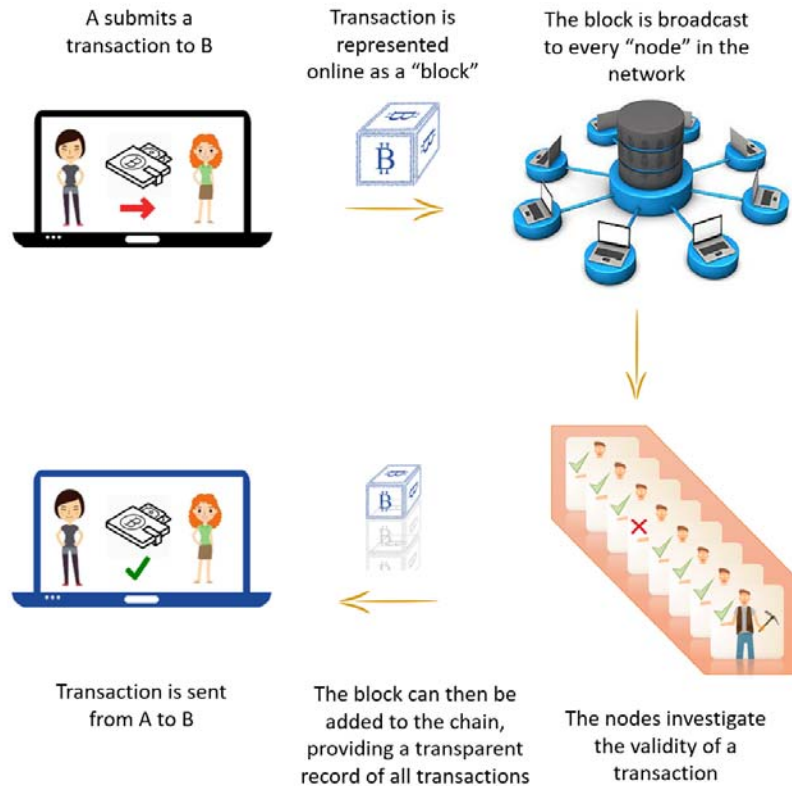 A submits a
transaction to B
Transaction is
represented
online as a “block”
The block is broadcast
to every “node” in the
network
Transaction is sent
from A to B
The block can then be
added to the chain,
providing a transparent
record of all transactions
The nodes investigate
the validity of a
transaction